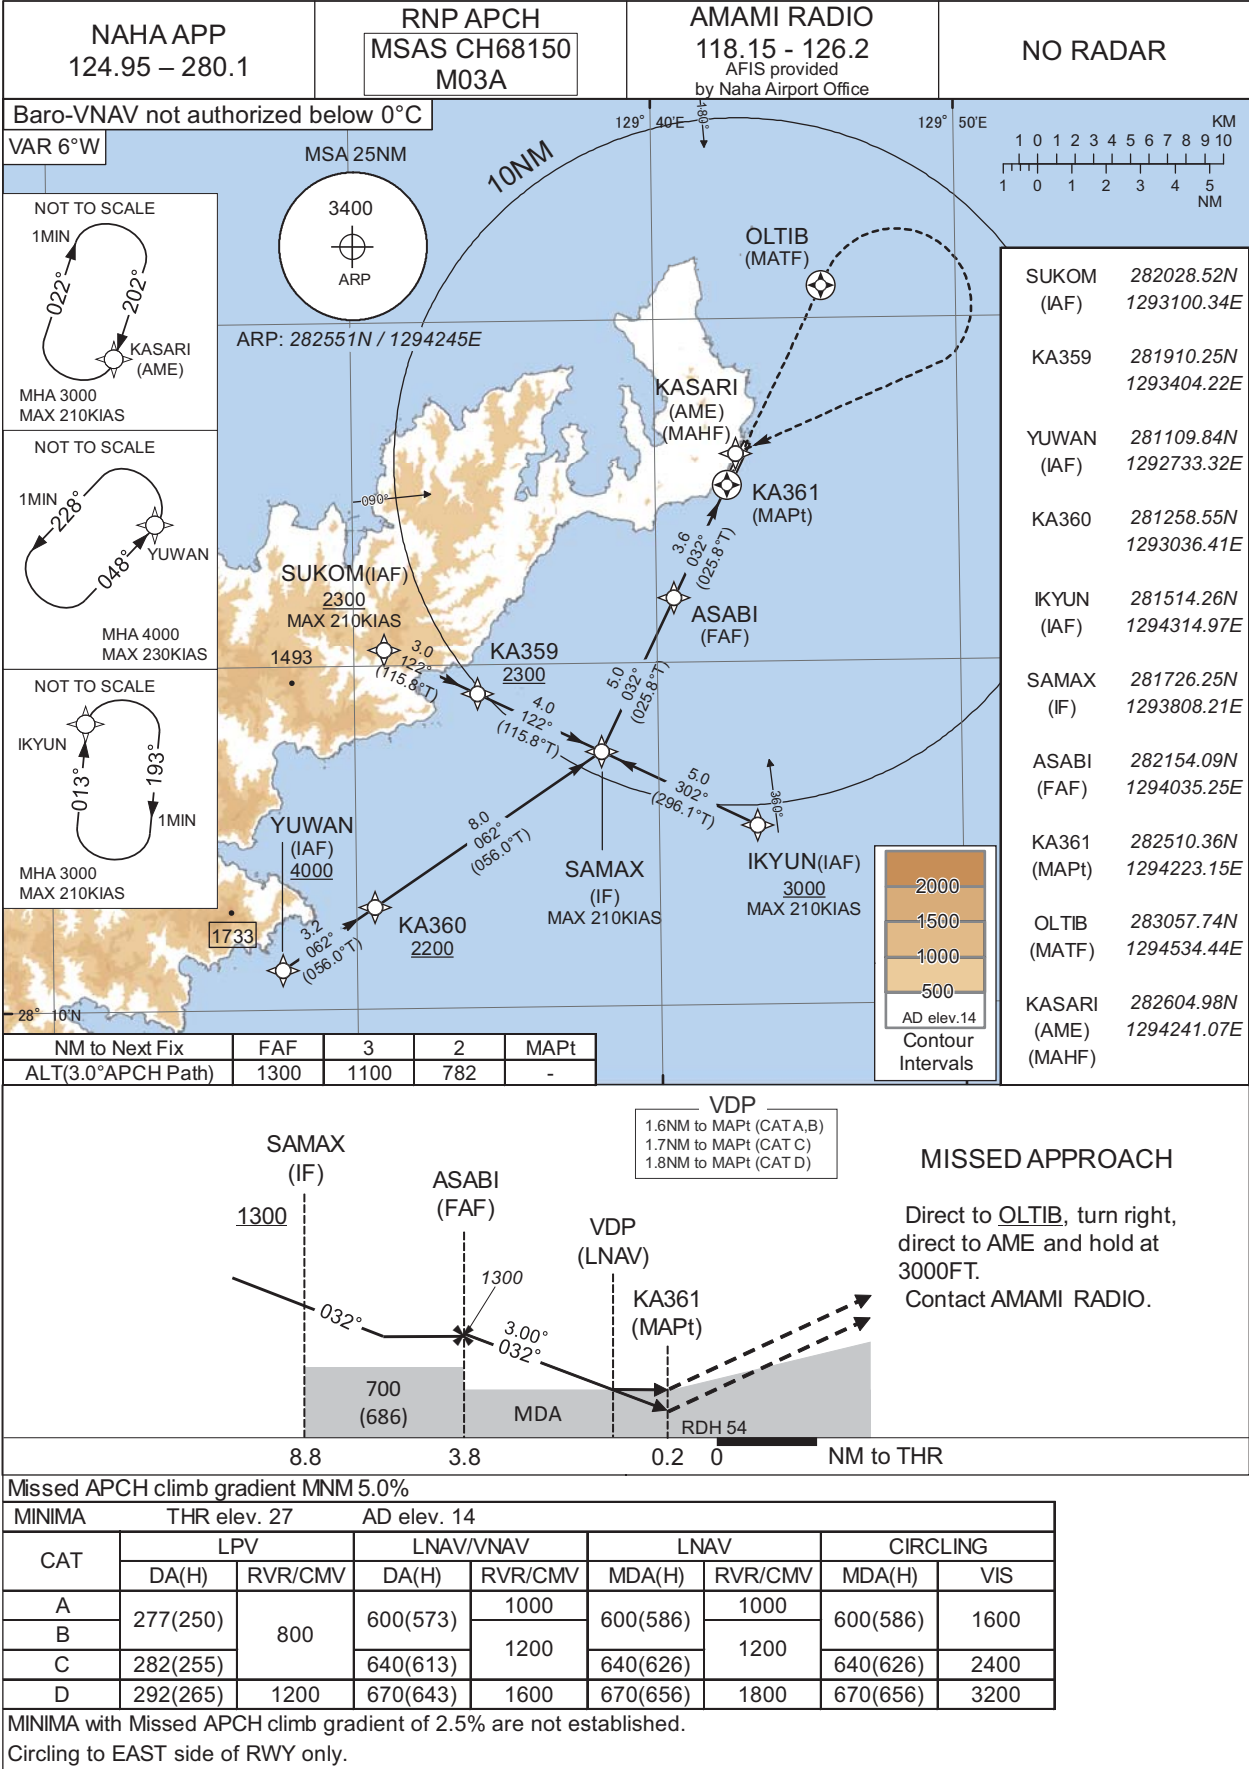 NAHA APP
124.95 – 280.1
RNP APCH
MSAS CH68150
M03A
AMAMI RADIO
118.15 - 126.2
AFIS provided
by Naha Airport Office
NO RADAR
Baro-VNAV not authorized below 0°C
VAR 6°W
129° 40'E
180°
129° 50'E
KM
1 0 1 2 3 4 5 6 7 8 9 10
1 0 1 2 3 4 5
NM
MSA 25NM
3400
ARP
ARP: 282551N / 1294245E
10NM
NOT TO SCALE
1MIN
022°
202°
KASARI
(AME)
MHA 3000
MAX 210KIAS
NOT TO SCALE
1MIN
228°
048°
YUWAN
MHA 4000
MAX 230KIAS
NOT TO SCALE
IKYUN
013°
193°
1MIN
MHA 3000
MAX 210KIAS
OLTIB
(MATF)
KASARI
(AME)
(MAHF)
KA361
(MAPt)
090°
3.6
032°
(025.8°T)
ASABI
(FAF)
SUKOM(IAF)
2300
MAX 210KIAS
1493
3.0
122°
(115.8°T)
KA359
2300
4.0
122°
(115.8°T)
5.0
032°
(025.8°T)
5.0
302°
(296.1°T)
360°
YUWAN
(IAF)
4000
8.0
062°
(056.0°T)
SAMAX
(IF)
MAX 210KIAS
IKYUN(IAF)
3000
MAX 210KIAS
1733
3.2
062°
(056.0°T)
KA360
2200
28° 10'N
2000
1500
1000
500
AD elev.14
Contour
Intervals
SUKOM 282028.52N
(IAF) 1293100.34E
KA359 281910.25N
1293404.22E
YUWAN 281109.84N
(IAF) 1292733.32E
KA360 281258.55N
1293036.41E
IKYUN 281514.26N
(IAF) 1294314.97E
SAMAX 281726.25N
(IF) 1293808.21E
ASABI 282154.09N
(FAF) 1294035.25E
KA361 282510.36N
(MAPt) 1294223.15E
OLTIB 283057.74N
(MATF) 1294534.44E
KASARI 282604.98N
(AME) 1294241.07E
(MAHF)
NM to Next Fix FAF 3 2 MAPt
ALT(3.0°APCH Path) 1300 1100 782 -
VDP
1.6NM to MAPt (CAT A,B)
1.7NM to MAPt (CAT C)
1.8NM to MAPt (CAT D)
SAMAX
(IF)
1300
ASABI
(FAF)
1300
VDP
(LNAV)
KA361
(MAPt)
032°
3.00°
032°
700
(686)
MDA
RDH 54
8.8 3.8 0.2 0 NM to THR
MISSED APPROACH
Direct to OLTIB, turn right,
direct to AME and hold at
3000FT.
Contact AMAMI RADIO.
Missed APCH climb gradient MNM 5.0%
MINIMA THR elev. 27 AD elev. 14
CAT LPV LNAV/VNAV LNAV CIRCLING
DA(H) RVR/CMV DA(H) RVR/CMV MDA(H) RVR/CMV MDA(H) VIS
A 277(250) 800 600(573) 1000 600(586) 1000 600(586) 1600
B 1200 1200
C 282(255) 640(613) 640(626) 640(626) 2400
D 292(265) 1200 670(643) 1600 670(656) 1800 670(656) 3200
MINIMA with Missed APCH climb gradient of 2.5% are not established.
Circling to EAST side of RWY only.